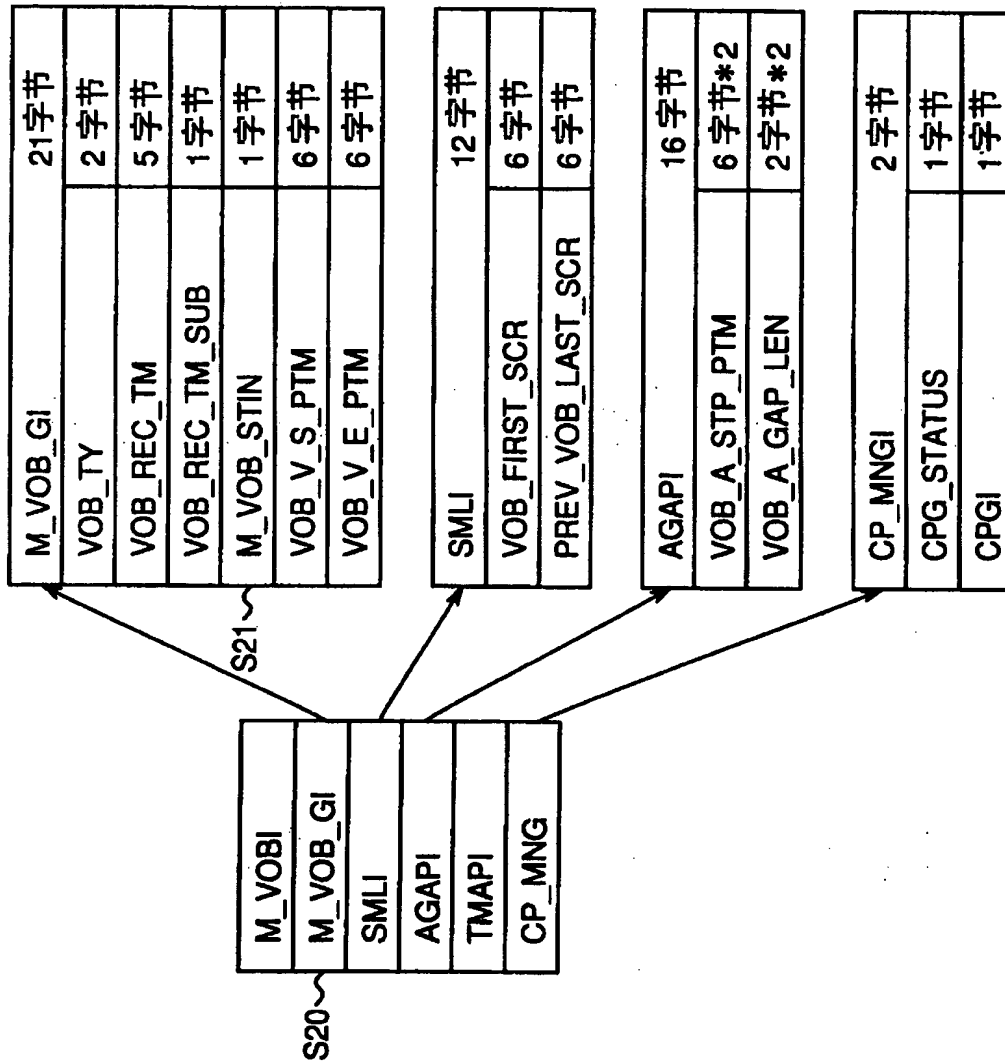 M_VOBI
S20 M_VOB_GI
SMLI
AGAPI
TMAPI
CP_MNG
M_VOB_GI 21字节
VOB_TY 2字节
VOB_REC_TM 5字节
VOB_REC_TM_SUB 1字节
S21 M_VOB_STIN 1字节
VOB_V_S_PTM 6字节
VOB_V_E_PTM 6字节
SMLI 12字节
VOB_FIRST_SCR 6字节
PREV_VOB_LAST_SCR 6字节
AGAPI 16字节
VOB_A_STP_PTM 6字节*2
VOB_A_GAP_LEN 2字节*2
CP_MNGI 2字节
CPG_STATUS 1字节
CPGI 1字节